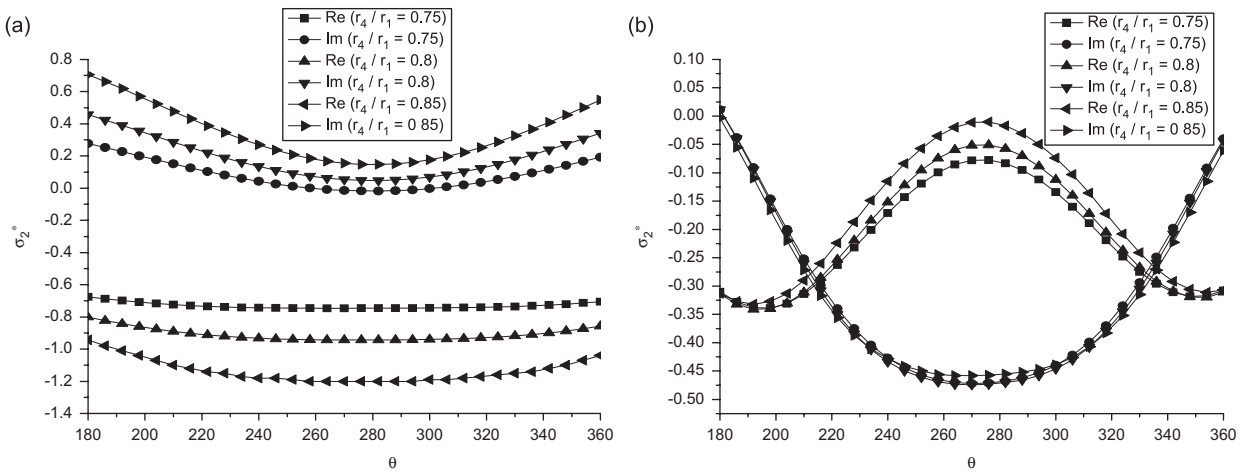 (a)
Re (r4 / r1 = 0.75)
Im (r4 / r1 = 0.75)
Re (r4 / r1 = 0.8)
Im (r4 / r1 = 0.8)
Re (r4 / r1 = 0.85)
Im (r4 / r1 = 0 85)
0.8
0.6
0.4
0.2
0.0
-0.2
-0.4
-0.6
-0.8
-1.0
-1.2
-1.4
σ2*
180 200 220 240 260 280 300 320 340 360
θ
(b)
Re (r4 / r1 = 0.75)
Im (r4 / r1 = 0.75)
Re (r4 / r1 = 0.8)
Im (r4 / r1 = 0.8)
Re (r4 / r1 = 0.85)
Im (r4 / r1 = 0 85)
0.10
0.05
0.00
-0.05
-0.10
-0.15
-0.20
-0.25
-0.30
-0.35
-0.40
-0.45
-0.50
σ2*
180 200 220 240 260 280 300 320 340 360
θ